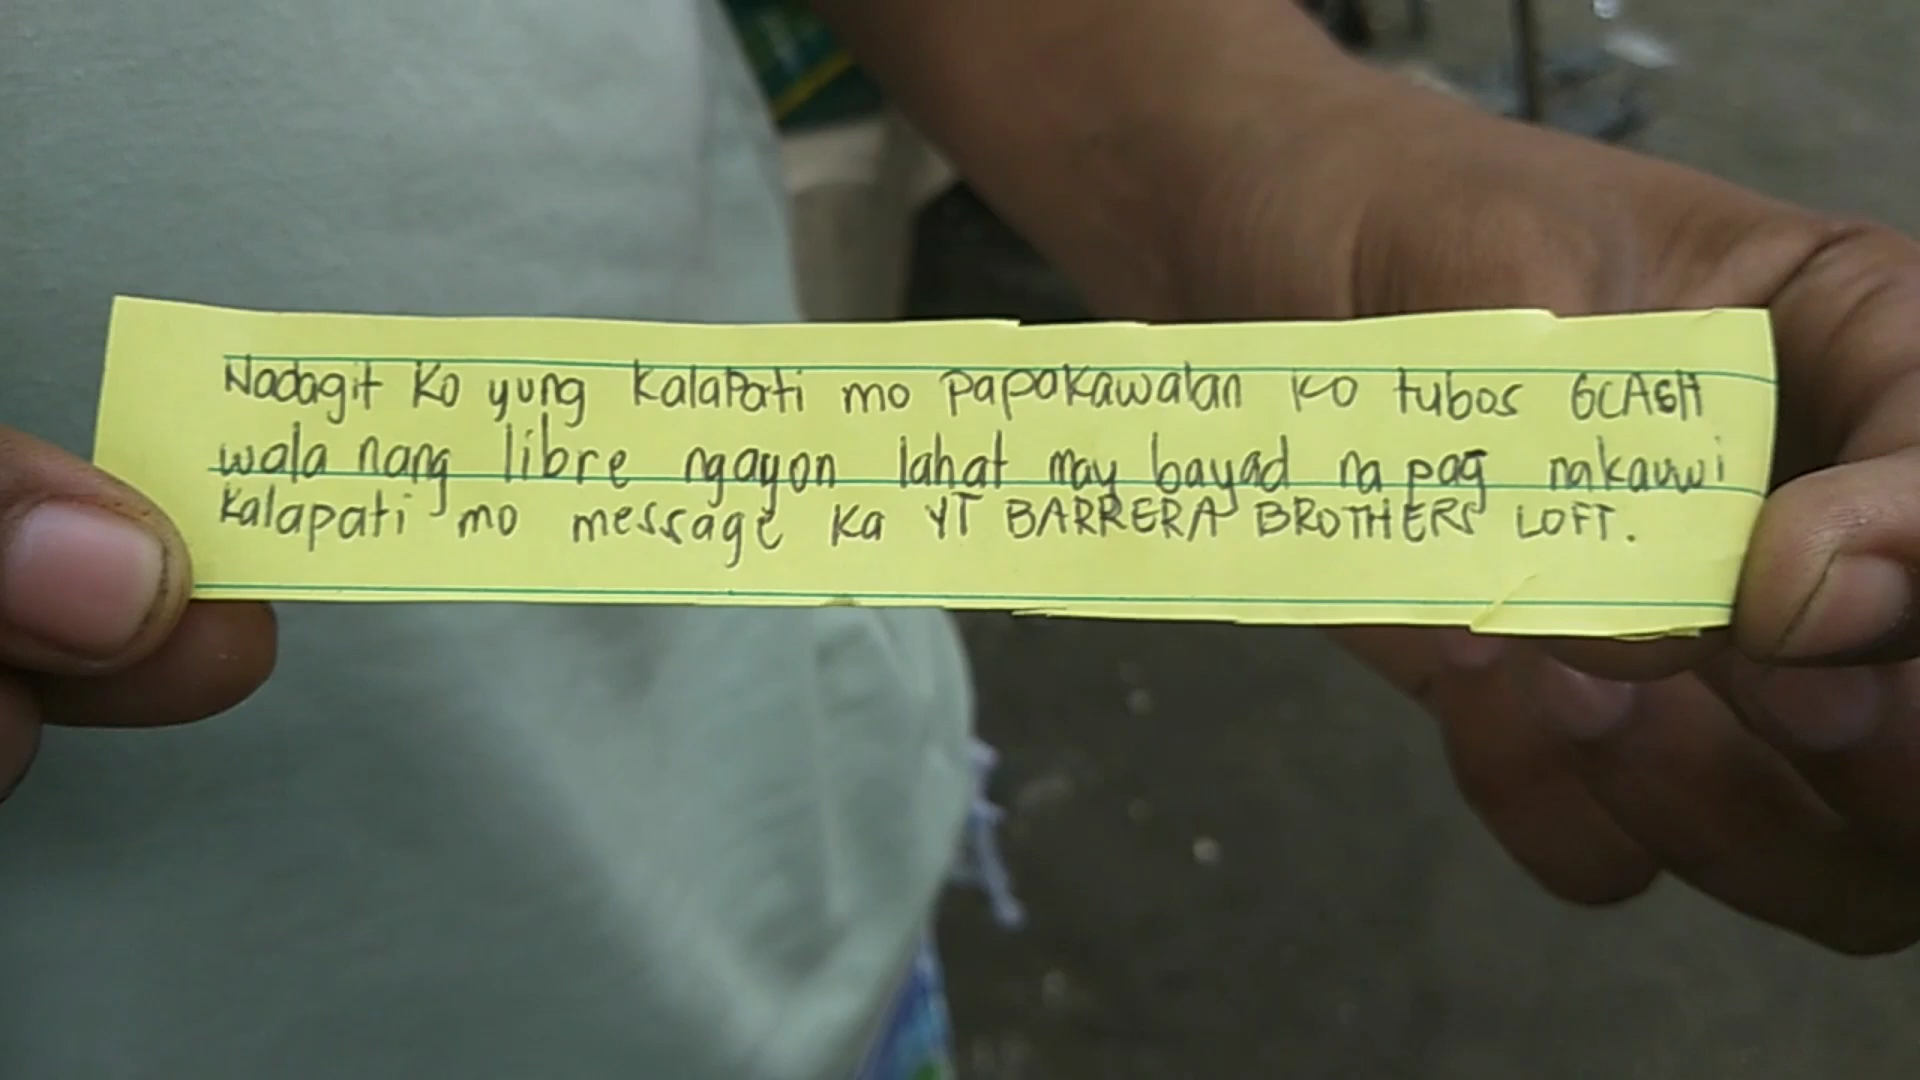 Nadagit ko yung kalapati mo papakawalan ko tubos GCASH
wala nang libre ngayon lahat may bayad na pag nakauwi
kalapati mo message ka YT BARRERA BROTHERS LOFT.